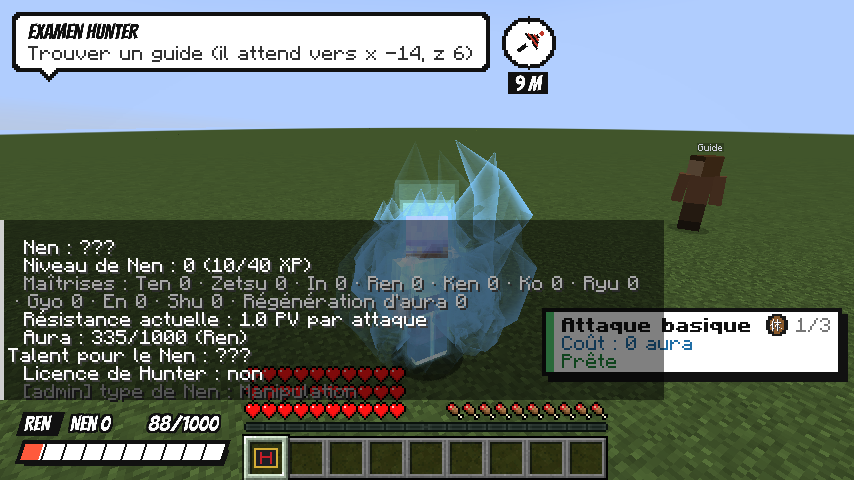 EXAMEN HUNTER
Trouver un guide (il attend vers x -14, z 6)
9 M
Guide
Nen : ???
Niveau de Nen : 0 (10/40 XP)
Maîtrises : Ten 0 · Zetsu 0 · In 0 · Ren 0 · Ken 0 · Ko 0 · Ryu 0
· Gyo 0 · En 0 · Shu 0 · Régénération d'aura 0
Résistance actuelle : 1.0 PV par attaque
Aura : 335/1000 (Ren)
Talent pour le Nen : ???
Licence de Hunter : non
[admin] type de Nen : Manipulation
Attaque basique 1/3
Coût : 0 aura
Prête
REN NEN 0 88/1000
H